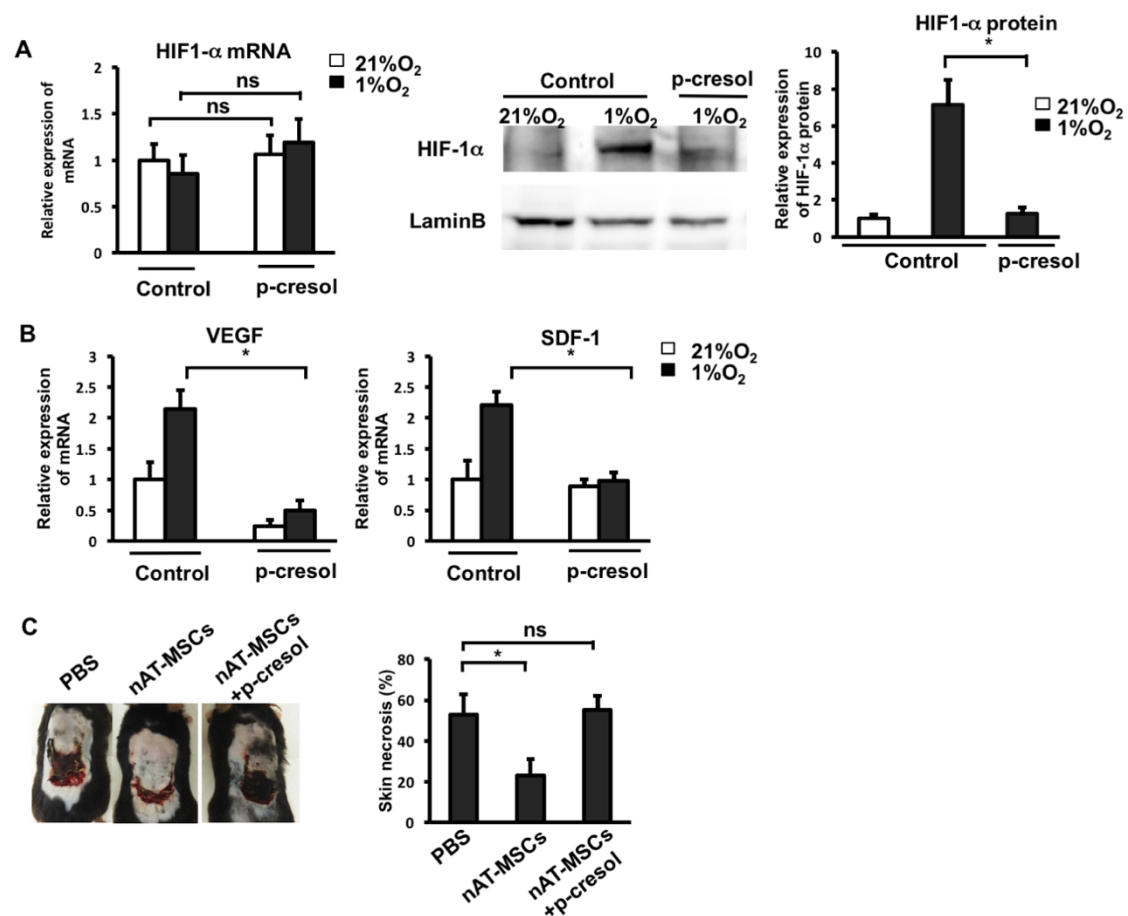 A
HIF1-α mRNA
Relative expression of
mRNA
2
1.5
1
0.5
0
ns
ns
21%O2
1%O2
Control
p-cresol
Control
p-cresol
21%O2
1%O2
1%O2
HIF-1α
LaminB
HIF1-α protein
Relative expression
of HIF-1α protein
10
8
6
4
2
0
*
21%O2
1%O2
Control
p-cresol
B
VEGF
Relative expression
of mRNA
3
2.5
2
1.5
1
0.5
0
*
Control
p-cresol
SDF-1
Relative expression
of mRNA
3
2.5
2
1.5
1
0.5
0
*
21%O2
1%O2
Control
p-cresol
C
PBS
nAT-MSCs
nAT-MSCs
+p-cresol
Skin necrosis (%)
80
60
40
20
0
ns
*
PBS
nAT-MSCs
nAT-MSCs
+p-cresol